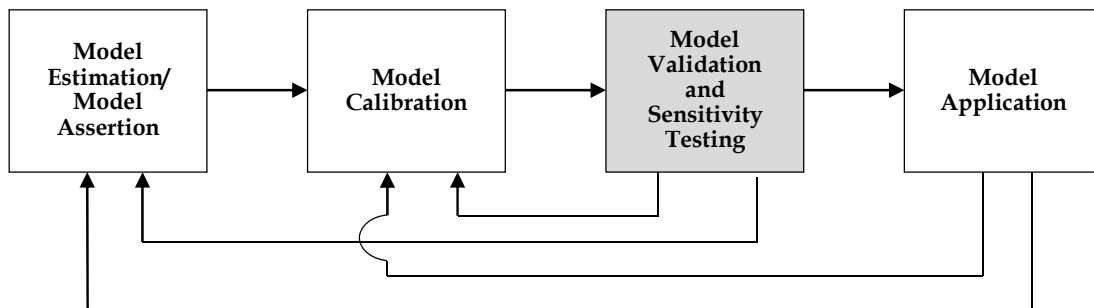 Model
Estimation/
Model
Assertion
Model
Calibration
Model
Validation
and
Sensitivity
Testing
Model
Application